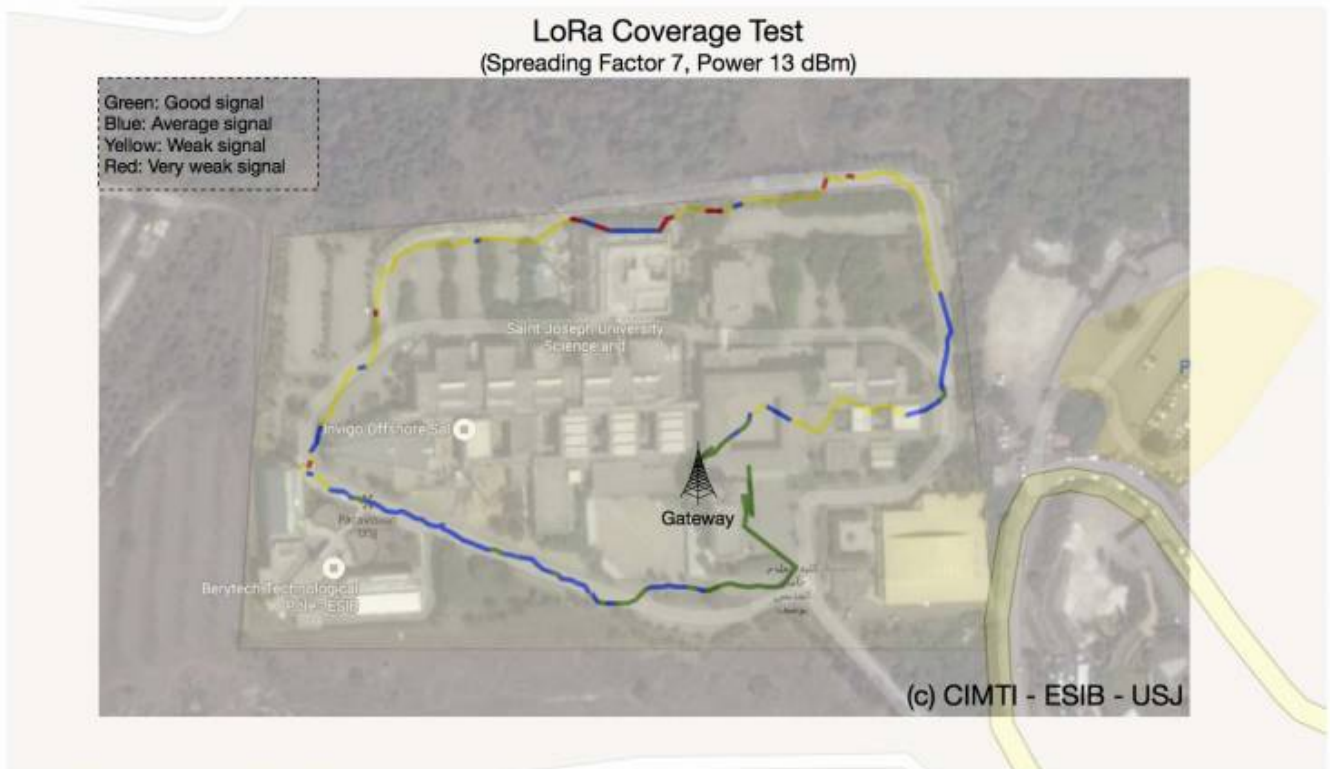 LoRa Coverage Test
(Spreading Factor 7, Power 13 dBm)
Green: Good signal
Blue: Average signal
Yellow: Weak signal
Red: Very weak signal
Saint Joseph University
Science and
Invigo Offshore Sal
Gateway
Berytech Technological
Pole - ESIB
P
(c) CIMTI - ESIB - USJ